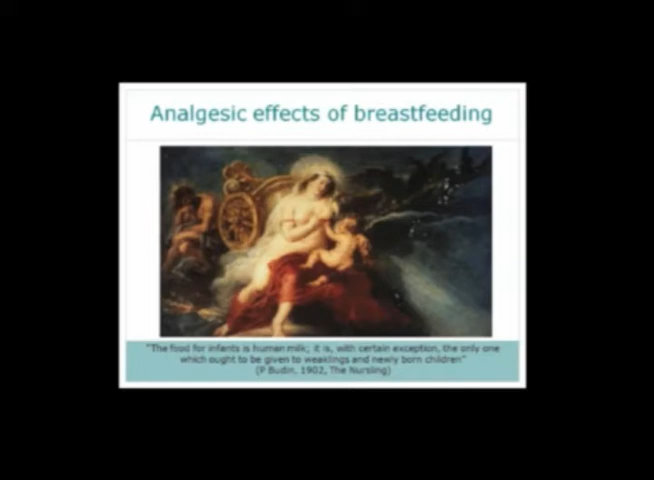 Analgesic effects of breastfeeding
"The food for infants is human milk; it is, with certain exception, the only one
which ought to be given to weaklings and newly born children"
(P Budin, 1902, The Nursling)